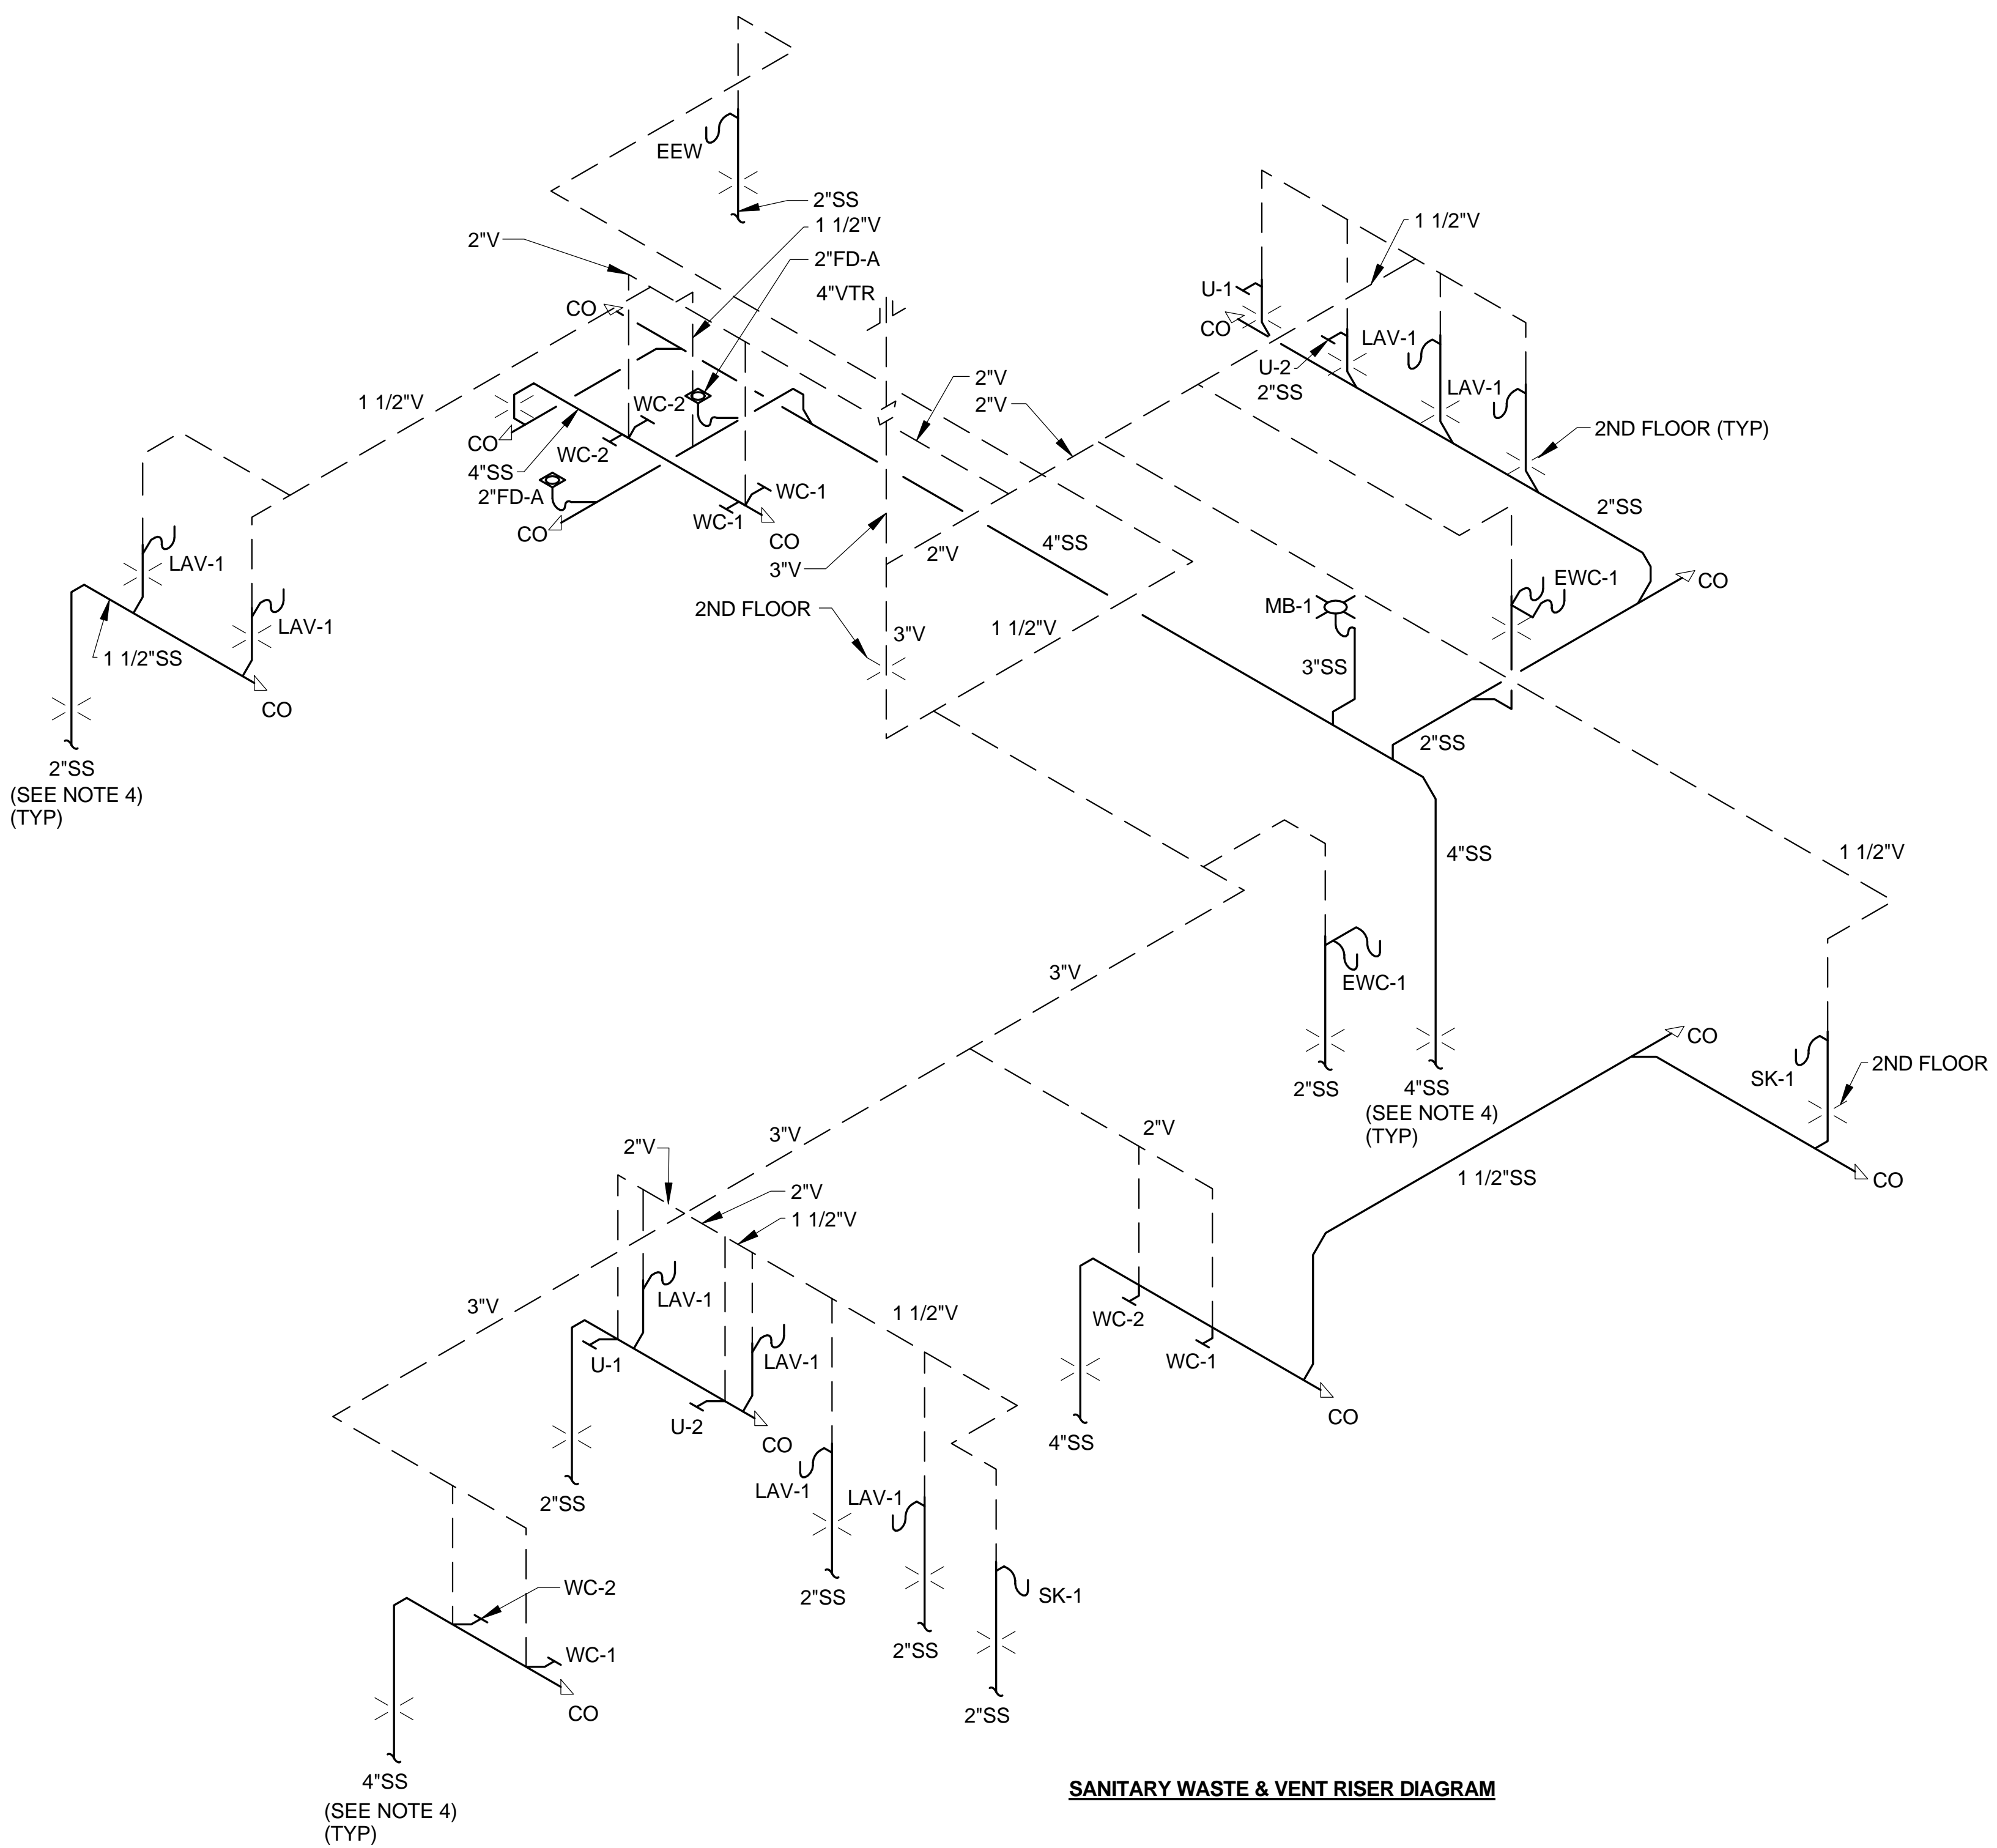 EEW
2"SS
1 1/2"V
2"V
2"FD-A
4"VTR
CO
1 1/2"V
U-1
CO
LAV-1
U-2
2"SS
LAV-1
2ND FLOOR (TYP)
2"V
2"V
1 1/2"V
WC-2
CO
WC-2
4"SS
2"FD-A
WC-1
WC-1
CO
CO
2"SS
4"SS
2"V
3"V
LAV-1
EWC-1
CO
2ND FLOOR
MB-1
3"V
1 1/2"V
LAV-1
1 1/2"SS
3"SS
CO
2"SS
2"SS
(SEE NOTE 4)
(TYP)
4"SS
1 1/2"V
3"V
EWC-1
CO
2ND FLOOR
SK-1
2"SS
4"SS
(SEE NOTE 4)
(TYP)
2"V
3"V
2"V
1 1/2"SS
CO
2"V
1 1/2"V
3"V
LAV-1
1 1/2"V
WC-2
U-1
LAV-1
WC-1
CO
U-2
CO
4"SS
LAV-1
LAV-1
2"SS
WC-2
2"SS
SK-1
WC-1
2"SS
CO
2"SS
4"SS
(SEE NOTE 4)
(TYP)
SANITARY WASTE & VENT RISER DIAGRAM